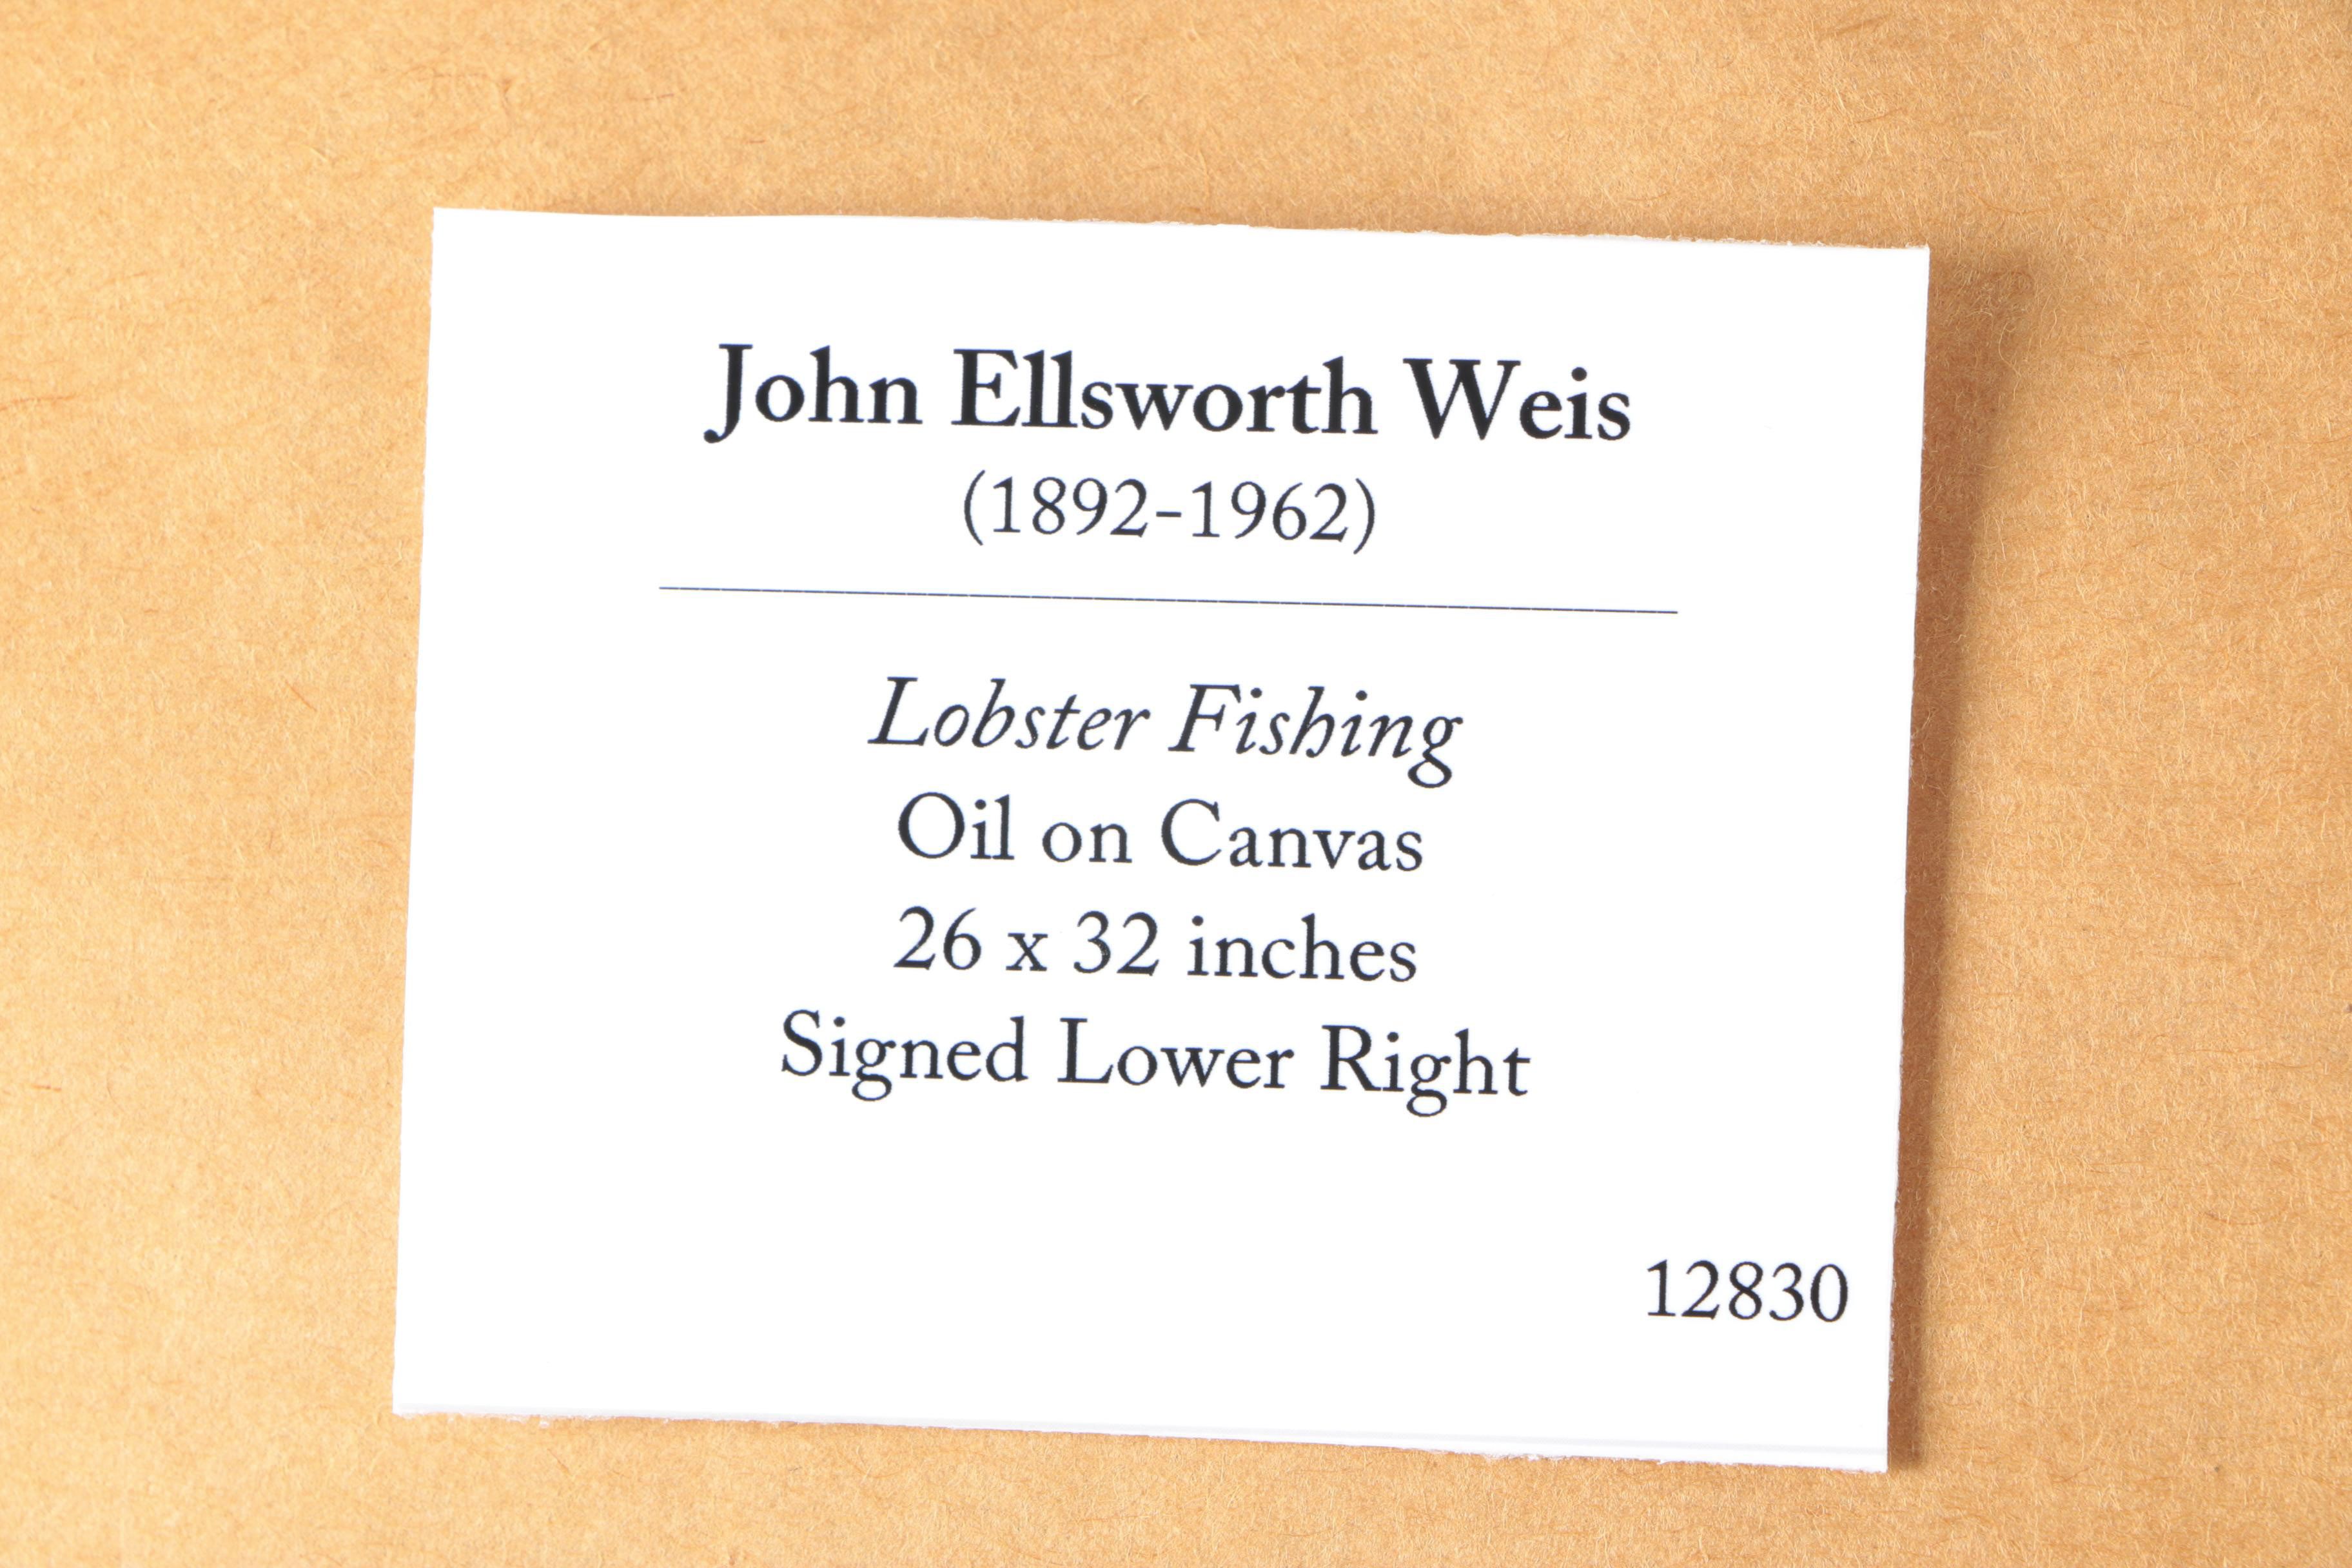 John Ellsworth Weis
(1892-1962)
Lobster Fishing
Oil on Canvas
26 x 32 inches
Signed Lower Right
12830